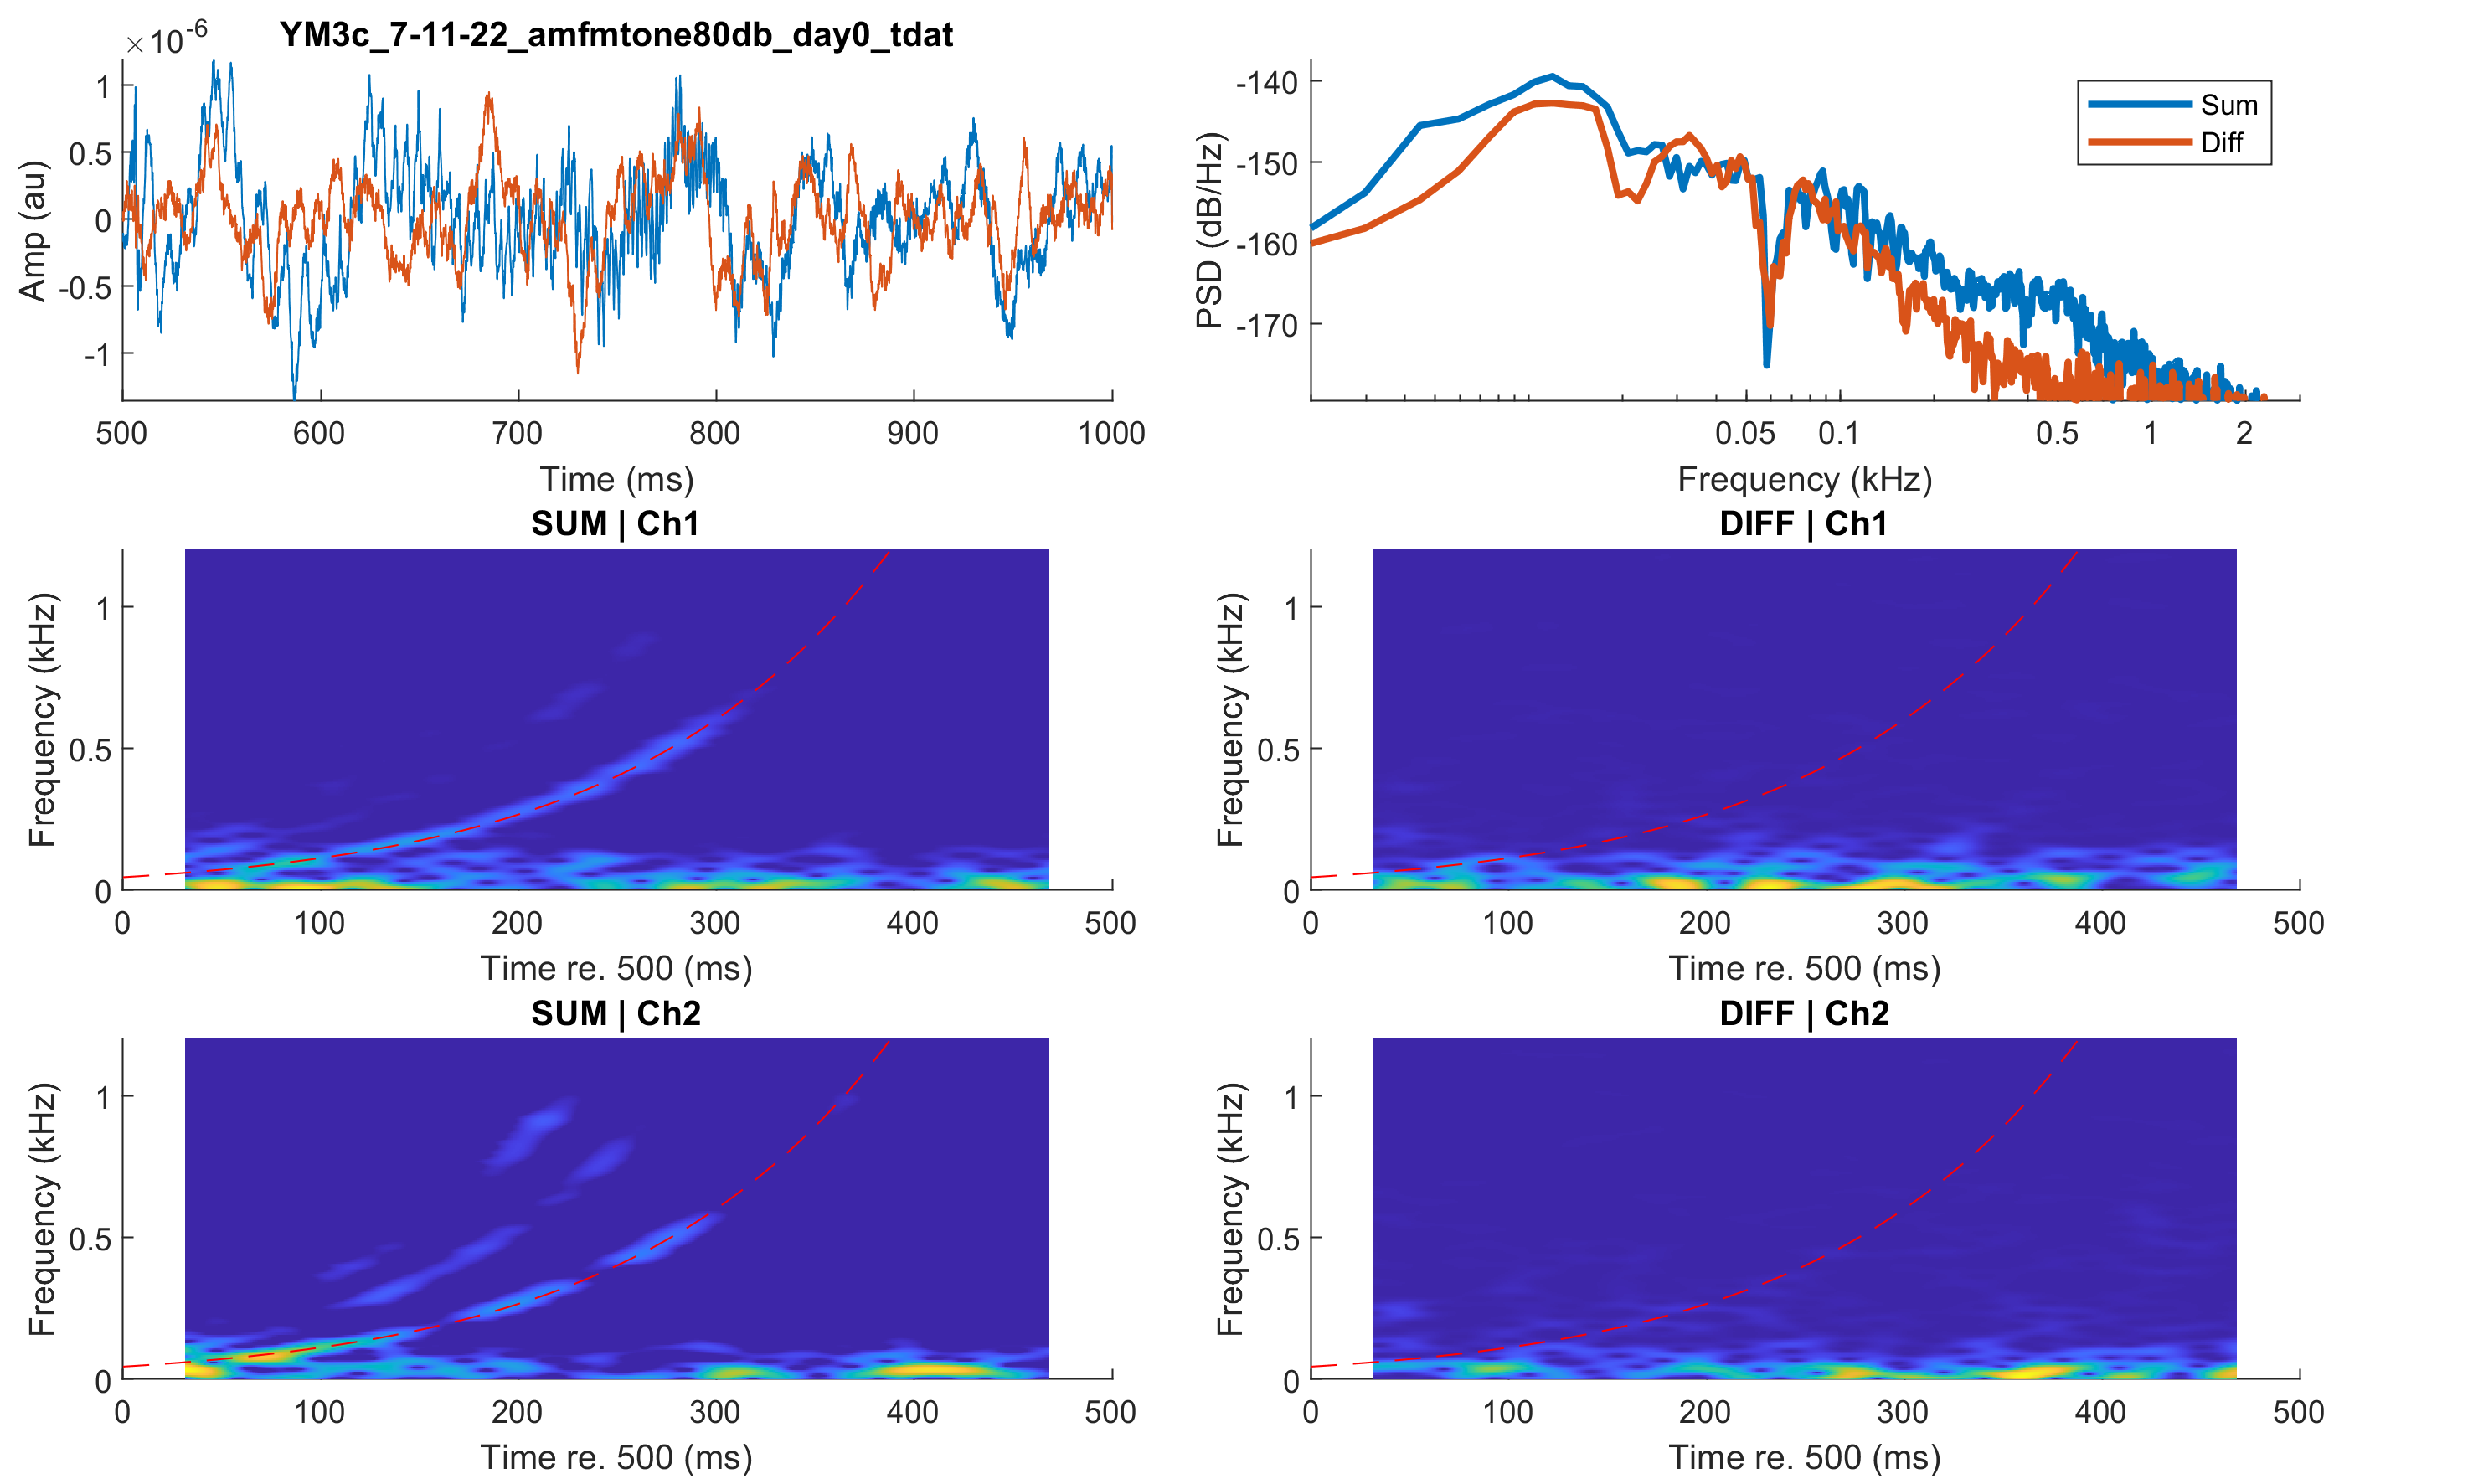 YM3c_7-11-22_amfmtone80db_day0_tdat
×10-6
Amp (au)
1
0.5
0
-0.5
-1
500 600 700 800 900 1000
Time (ms)
PSD (dB/Hz)
-140
-150
-160
-170
Sum
Diff
0.05 0.1 0.5 1 2
Frequency (kHz)
SUM | Ch1
Frequency (kHz)
1
0.5
0
0 100 200 300 400 500
Time re. 500 (ms)
DIFF | Ch1
Frequency (kHz)
1
0.5
0
0 100 200 300 400 500
Time re. 500 (ms)
SUM | Ch2
Frequency (kHz)
1
0.5
0
0 100 200 300 400 500
Time re. 500 (ms)
DIFF | Ch2
Frequency (kHz)
1
0.5
0
0 100 200 300 400 500
Time re. 500 (ms)